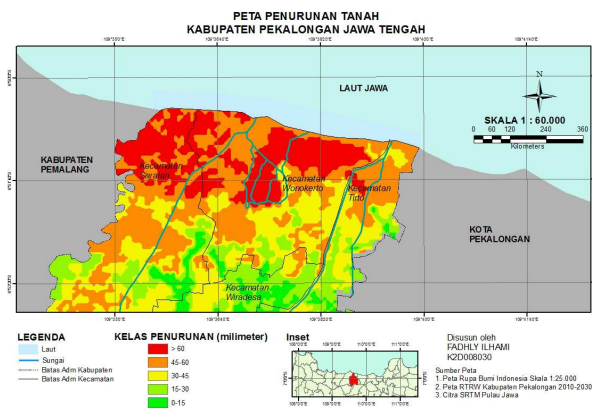 PETA PENURUNAN TANAH
KABUPATEN PEKALONGAN JAWA TENGAH
LAUT JAWA
N
SKALA 1 : 60.000
0 60 120 240 360
Kilometers
KABUPATEN
PEMALANG
Kecamatan
Kecamatan
Wonokerto
Kecamatan
Tirto
KOTA
PEKALONGAN
Kecamatan
Wiradesa
LEGENDA
Laut
Sungai
Batas Adm Kabupaten
Batas Adm Kecamatan
KELAS PENURUNAN (milimeter)
> 60
45-60
30-45
15-30
0-15
Inset
Disusun oleh
FADHLY ILHAMI
K2D008030
Sumber Peta
1. Peta Rupa Bumi Indonesia Skala 1:25.000
2. Peta RTRW Kabupaten Pekalongan 2010-2030
3. Citra SRTM Pulau Jawa